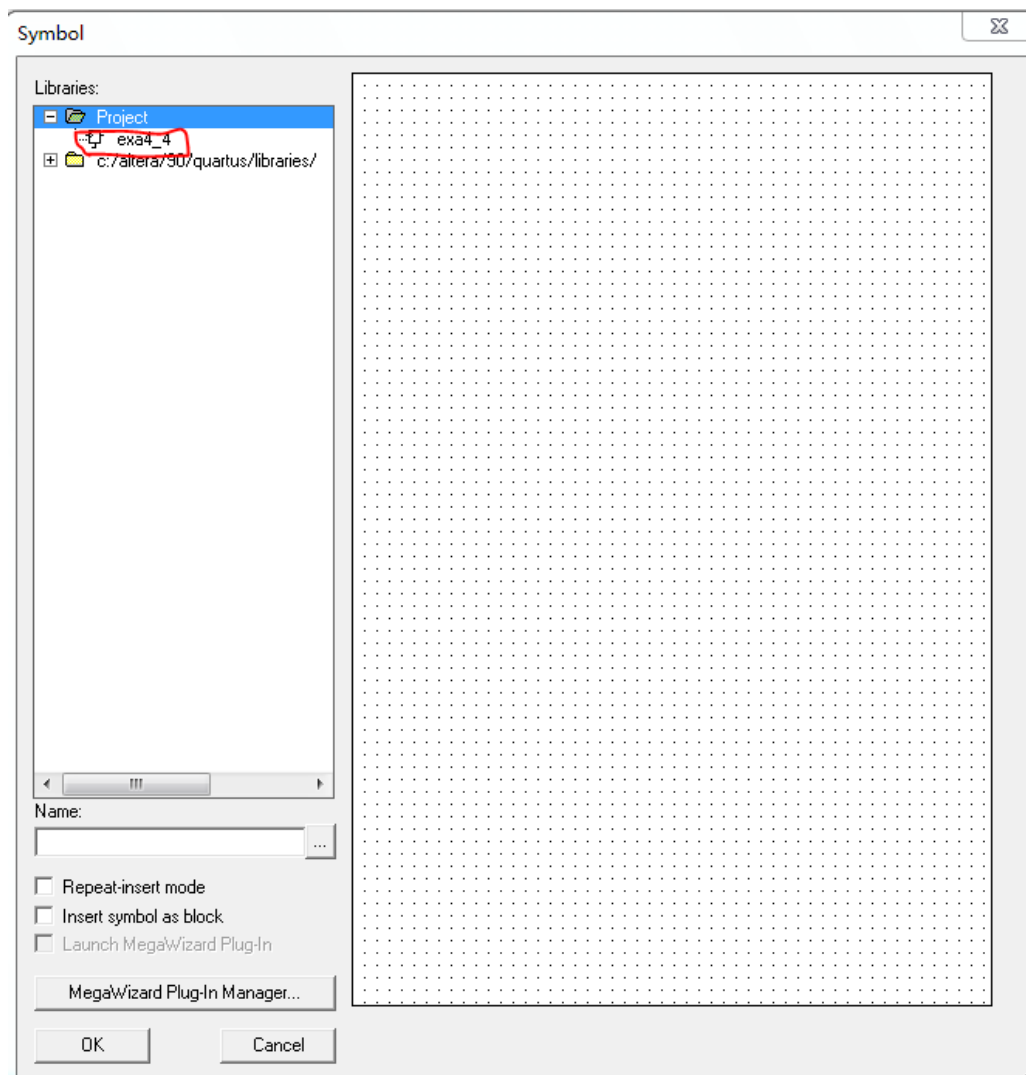 Symbol
Libraries:
Project
exa4_4
c:/altera/90/quartus/libraries/
Name:
...
Repeat-insert mode
Insert symbol as block
Launch MegaWizard Plug-In
MegaWizard Plug-In Manager...
OK
Cancel